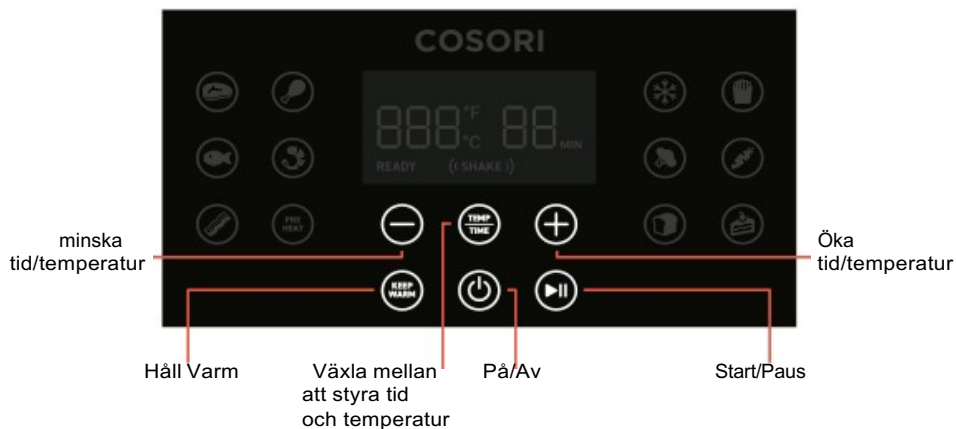 COSORI
888 °F 88
°C MIN
READY ((SHAKE))
PRE
HEAT
TEMP
TIME
KEEP
WARM
minska
tid/temperatur
Öka
tid/temperatur
Håll Varm
Växla mellan
att styra tid
och temperatur
På/Av
Start/Paus